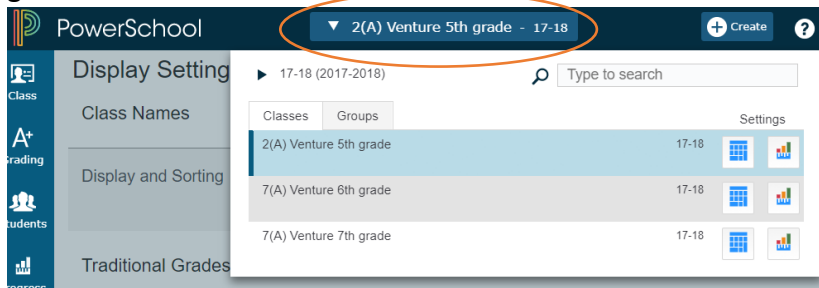 PowerSchool
2(A) Venture 5th grade - 17-18
Create
?
Class
Display Setting
17-18 (2017-2018)
Type to search
Class Names
Classes Groups
Settings
A+
2(A) Venture 5th grade 17-18
Display and Sorting
7(A) Venture 6th grade 17-18
7(A) Venture 7th grade 17-18
Traditional Grades